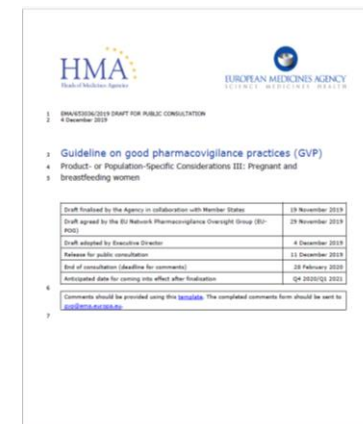 HMA
Heads of Medicines Agencies
EUROPEAN MEDICINES AGENCY
SCIENCE MEDICINES HEALTH
1 EMA/653036/2019 DRAFT FOR PUBLIC CONSULTATION
2 4 December 2019
3 Guideline on good pharmacovigilance practices (GVP)
4 Product- or Population-Specific Considerations III: Pregnant and
5 breastfeeding women
Draft finalised by the Agency in collaboration with Member States 19 November 2019
Draft agreed by the EU Network Pharmacovigilance Oversight Group (EU-
POG) 29 November 2019
Draft adopted by Executive Director 4 December 2019
Release for public consultation 11 December 2019
End of consultation (deadline for comments) 28 February 2020
Anticipated date for coming into effect after finalisation Q4 2020/Q1 2021
6
Comments should be provided using this template. The completed comments form should be sent to
gvp@ema.europa.eu.
7